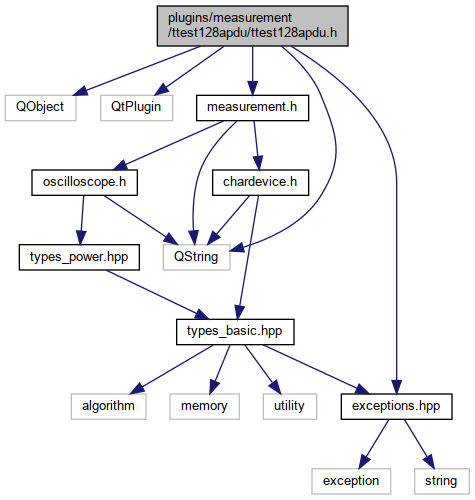 plugins/measurement
/ttest128apdu/ttest128apdu.h
QObject
QtPlugin
measurement.h
oscilloscope.h
chardevice.h
types_power.hpp
QString
types_basic.hpp
algorithm
memory
utility
exceptions.hpp
exception
string